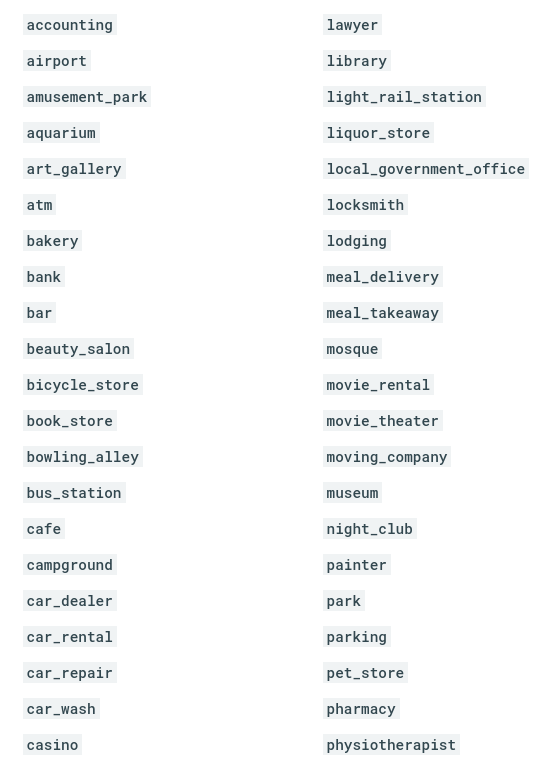 accounting
airport
amusement_park
aquarium
art_gallery
atm
bakery
bank
bar
beauty_salon
bicycle_store
book_store
bowling_alley
bus_station
cafe
campground
car_dealer
car_rental
car_repair
car_wash
casino
lawyer
library
light_rail_station
liquor_store
local_government_office
locksmith
lodging
meal_delivery
meal_takeaway
mosque
movie_rental
movie_theater
moving_company
museum
night_club
painter
park
parking
pet_store
pharmacy
physiotherapist